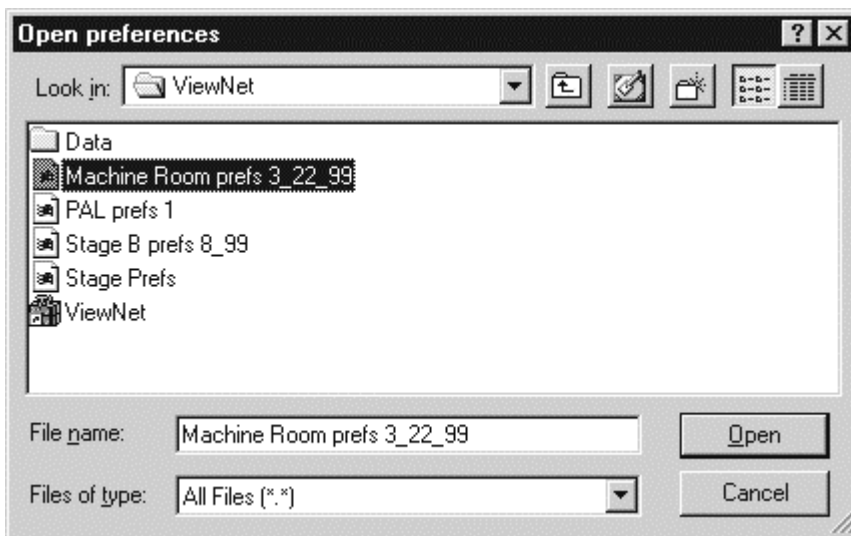 Open preferences
Look in: ViewNet
Data
Machine Room prefs 3_22_99
PAL prefs 1
Stage B prefs 8_99
Stage Prefs
ViewNet
File name: Machine Room prefs 3_22_99 Open
Files of type: All Files (*.*) Cancel